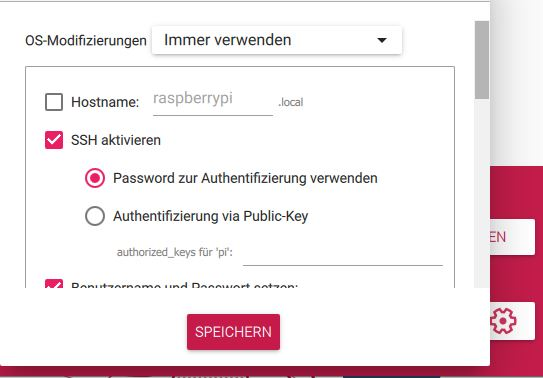 OS-Modifizierungen Immer verwenden
Hostname: raspberrypi .local
SSH aktivieren
Password zur Authentifizierung verwenden
Authentifizierung via Public-Key
authorized_keys für 'pi':
Benutzername und Passwort setzen:
EN
SPEICHERN